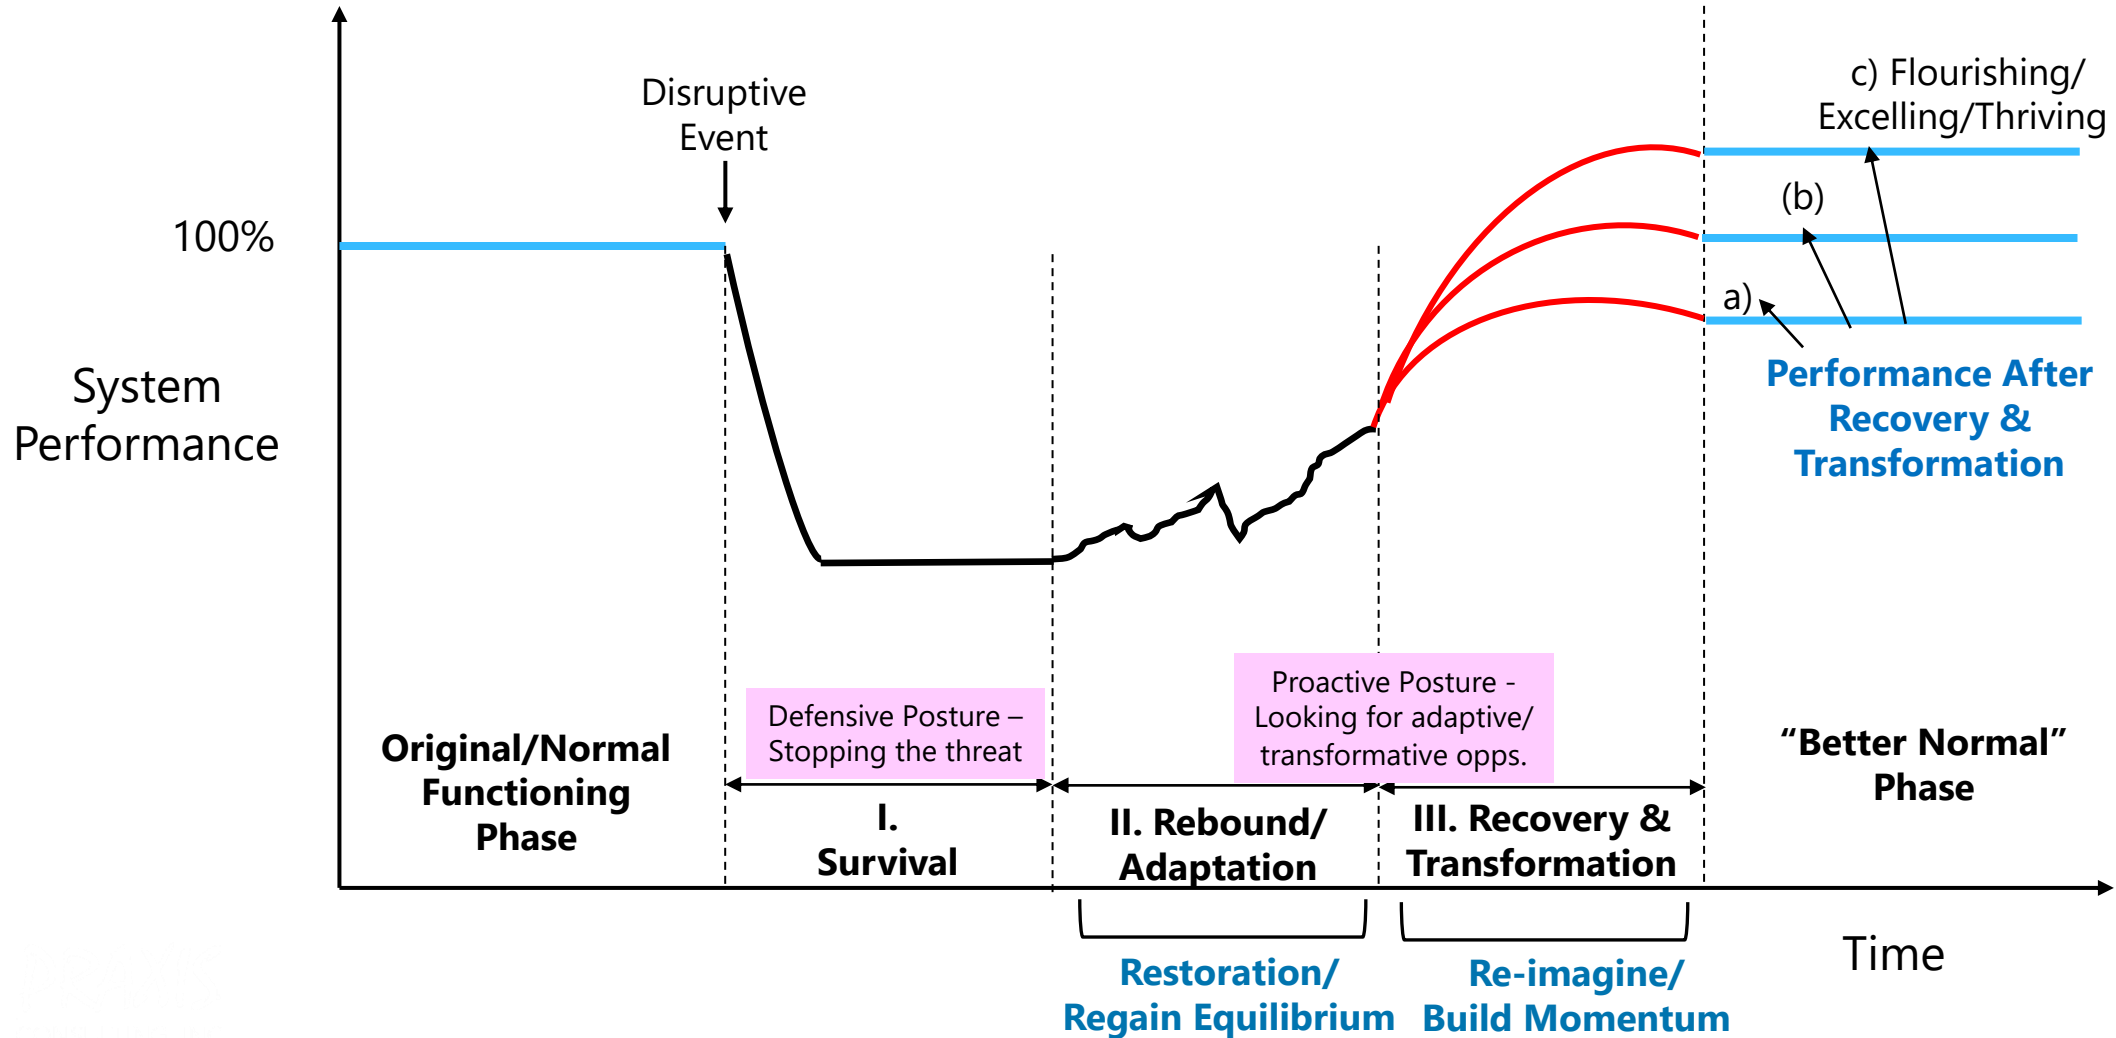 Disruptive
Event
c) Flourishing/
Excelling/Thriving
100%
(b)
a)
System
Performance
Performance After
Recovery &
Transformation
Defensive Posture –
Stopping the threat
Proactive Posture -
Looking for adaptive/
transformative opps.
Original/Normal
Functioning
Phase
I.
Survival
II. Rebound/
Adaptation
III. Recovery &
Transformation
“Better Normal”
Phase
Restoration/
Regain Equilibrium
Re-imagine/
Build Momentum
Time